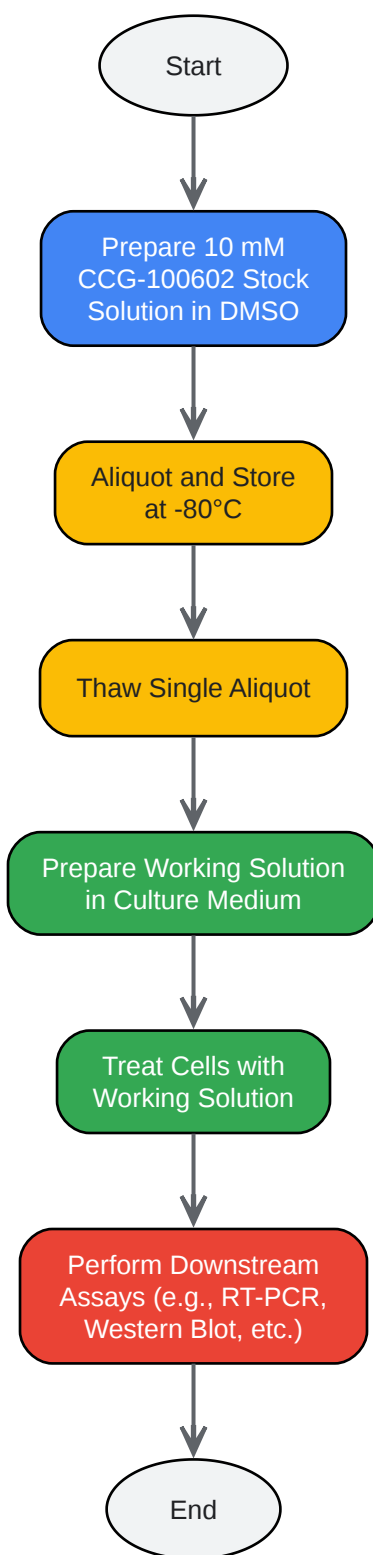 Start
Prepare 10 mM
CCG-100602 Stock
Solution in DMSO
Aliquot and Store
at -80°C
Thaw Single Aliquot
Prepare Working Solution
in Culture Medium
Treat Cells with
Working Solution
Perform Downstream
Assays (e.g., RT-PCR,
Western Blot, etc.)
End